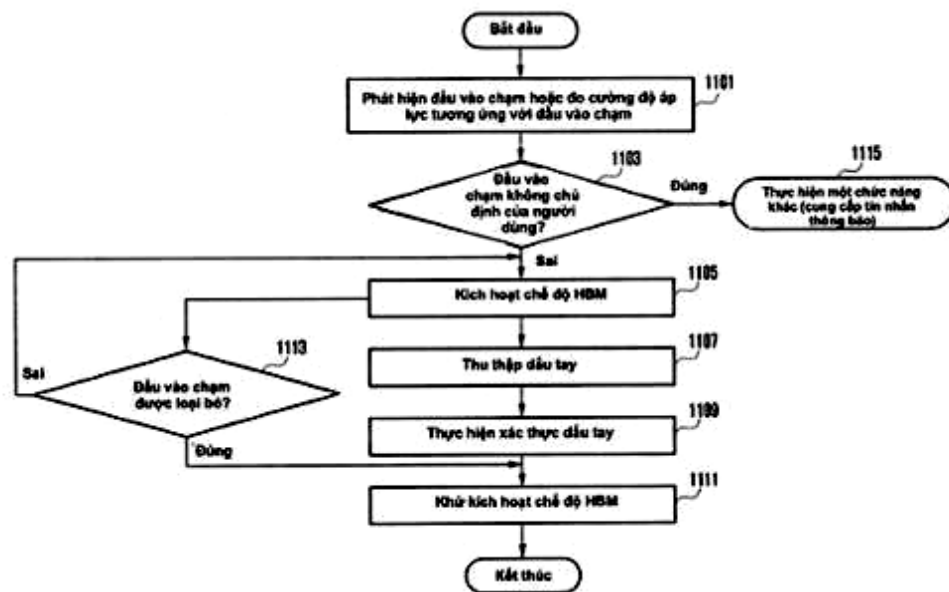 Bắt đầu
1101
Phát hiện đầu vào chạm hoặc đo cường độ áp
lực tương ứng với đầu vào chạm
1103
Đầu vào
chạm không chủ
định của người
dùng?
Đúng
1115
Thực hiện một chức năng
khác (cung cấp tin nhắn
thông báo)
Sai
1105
Kích hoạt chế độ HBM
1107
Thu thập dấu tay
1113
Sai
Đầu vào chạm
được loại bỏ?
Đúng
1109
Thực hiện xác thực dấu tay
1111
Khử kích hoạt chế độ HBM
Kết thúc